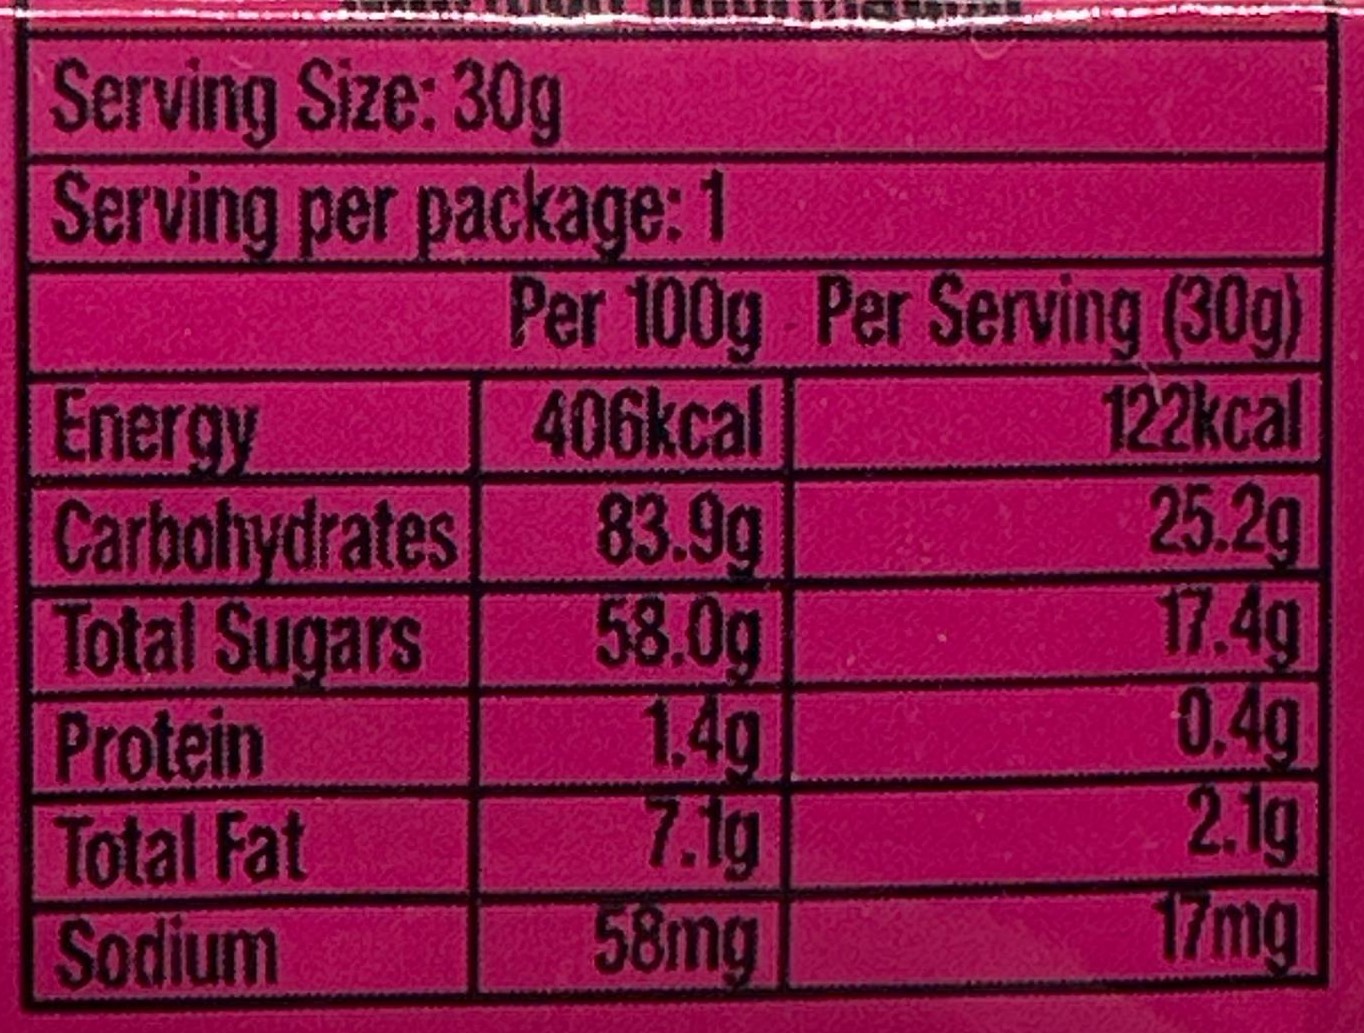 Serving Size: 30g
Serving per package: 1
Per 100g Per Serving (30g)
Energy 406kcal 122kcal
Carbohydrates 83.9g 25.2g
Total Sugars 58.0g 17.4g
Protein 1.4g 0.4g
Total Fat 7.1g 2.1g
Sodium 58mg 17mg